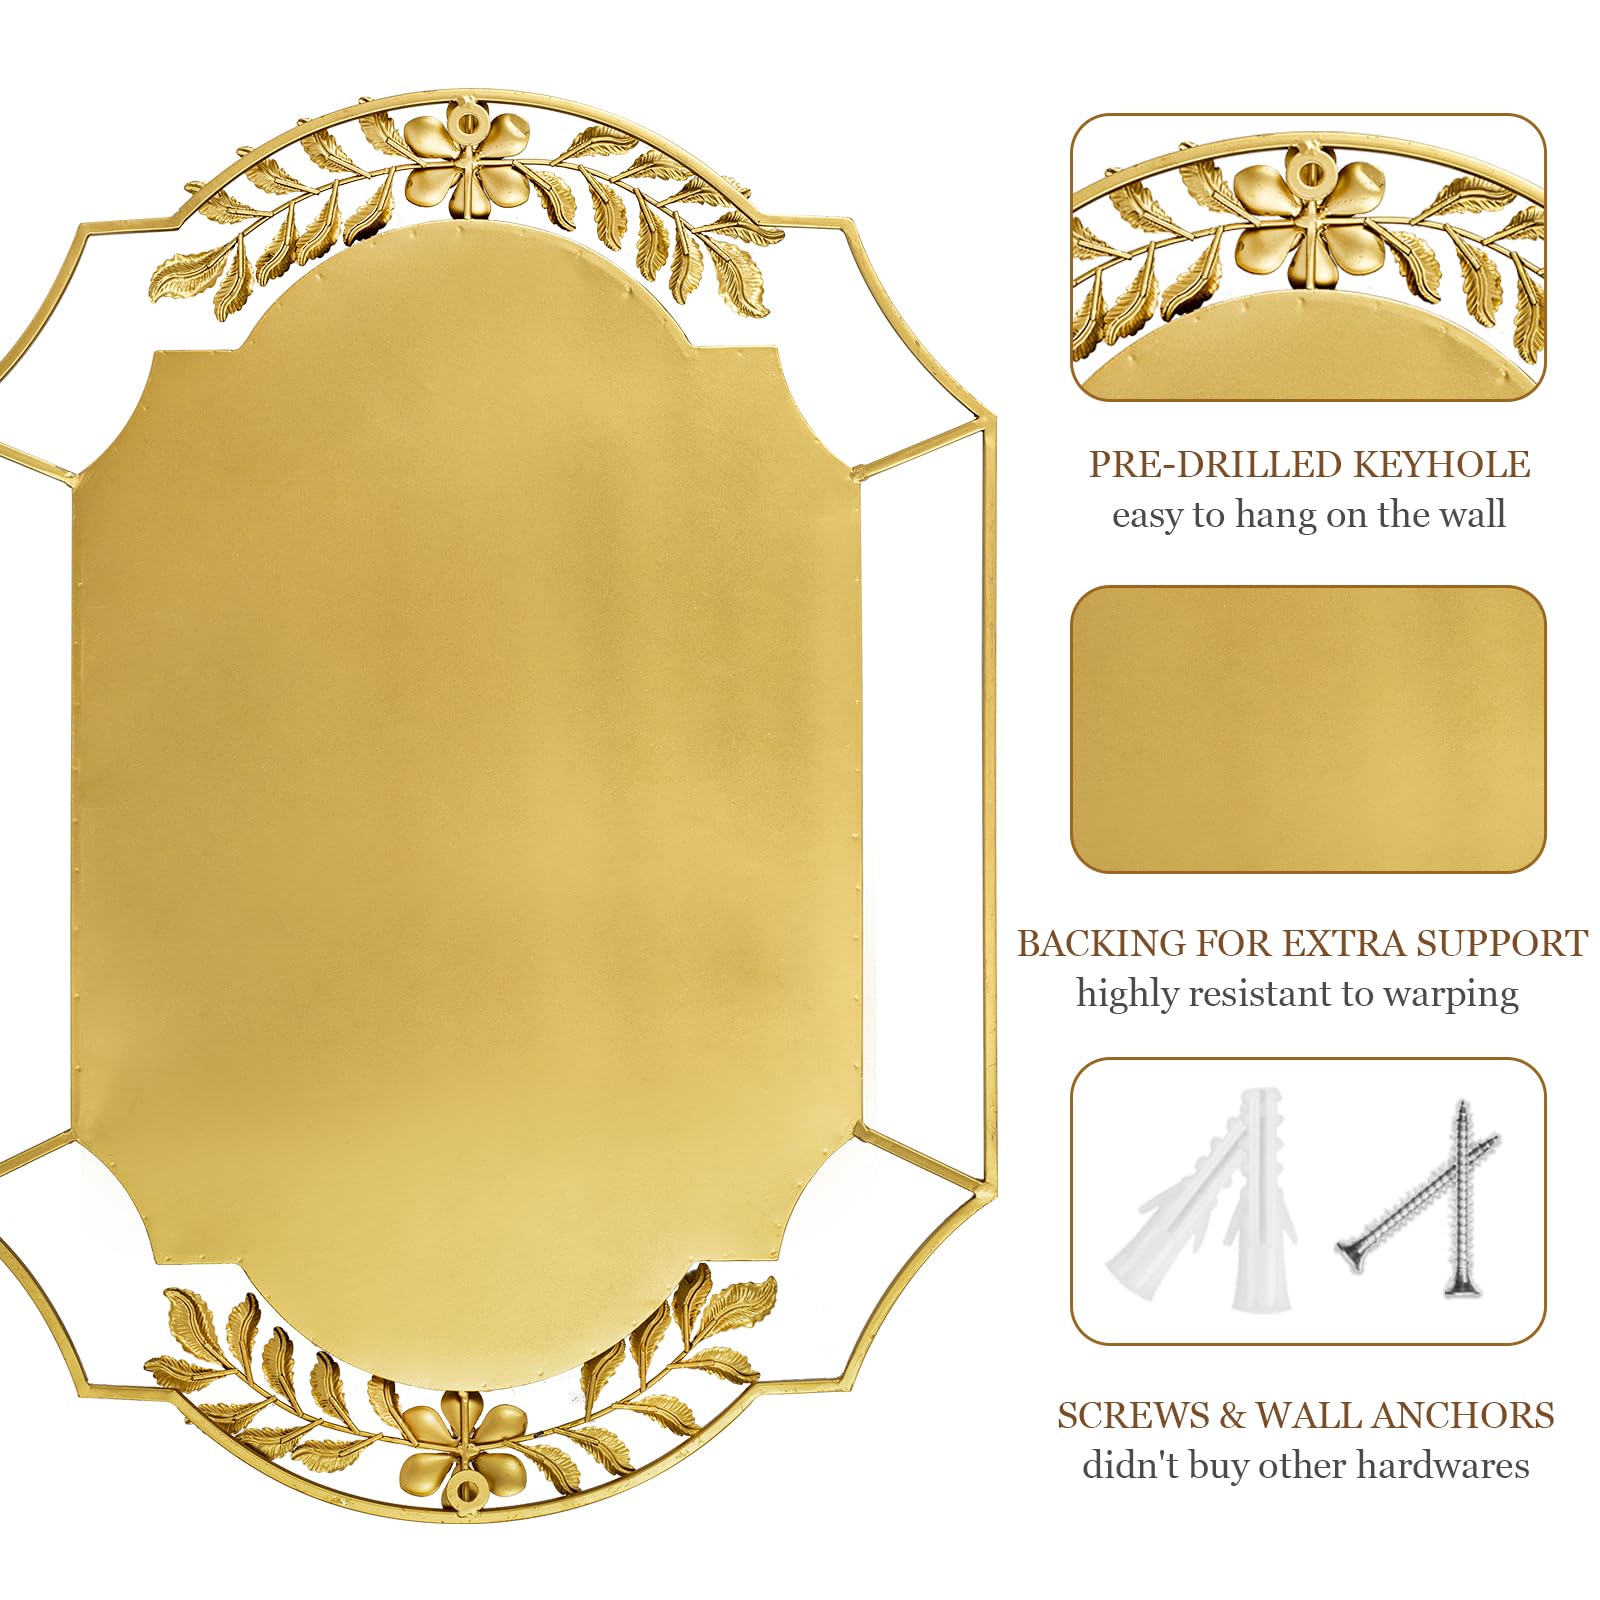 PRE-DRILLED KEYHOLE
easy to hang on the wall
BACKING FOR EXTRA SUPPORT
highly resistant to warping
SCREWS & WALL ANCHORS
didn't buy other hardwares